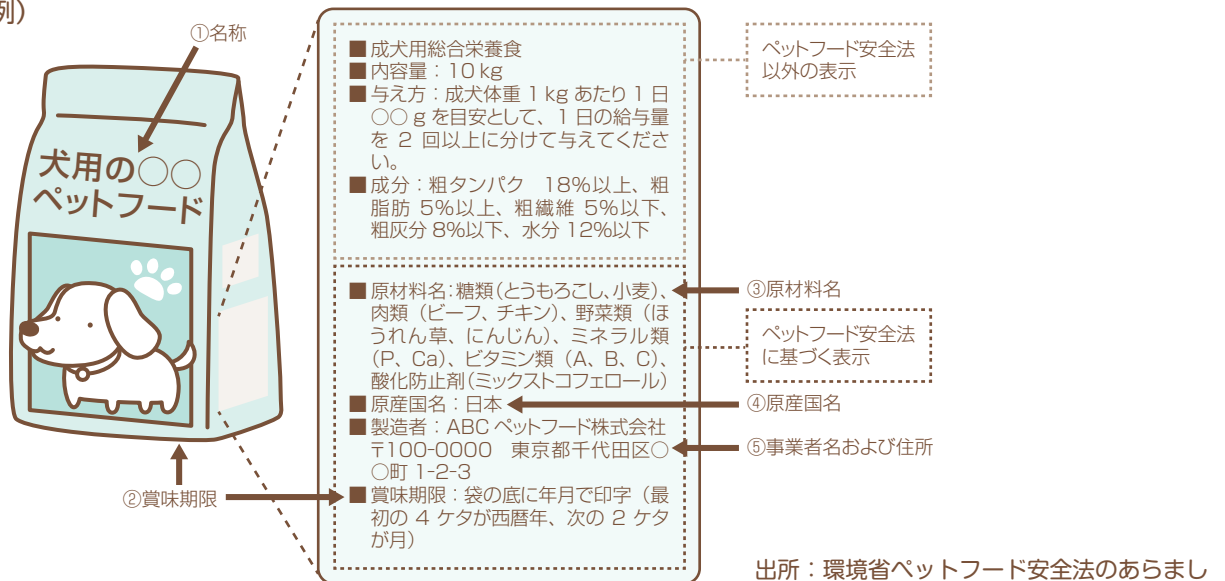 例）
①名称
犬用の○○
ペットフード
②賞味期限
■成犬用総合栄養食
■内容量：10 kg
■与え方：成犬体重 1 kg あたり 1 日
○○ g を目安として、1 日の給与量
を 2 回以上に分けて与えてくださ
い。
■成分：粗タンパク　18%以上、粗
脂肪 5%以上、粗繊維 5%以下、
粗灰分 8%以下、水分 12%以下
ペットフード安全法
以外の表示
■原材料名：糖類（とうもろこし、小麦）、
肉類（ビーフ、チキン）、野菜類（ほ
うれん草、にんじん）、ミネラル類
（P、Ca）、ビタミン類（A、B、C）、
酸化防止剤（ミックストコフェロール）
■原産国名：日本
■製造者：ABC ペットフード株式会社
〒100-0000　東京都千代田区○
○町 1-2-3
■賞味期限：袋の底に年月で印字（最
初の 4 ケタが西暦年、次の 2 ケタ
が月）
③原材料名
ペットフード安全法
に基づく表示
④原産国名
⑤事業者名および住所
出所：環境省ペットフード安全法のあらまし